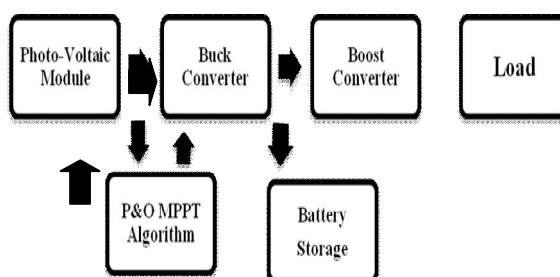 Photo-Voltaic
Module
Buck
Converter
Boost
Converter
Load
P&O MPPT
Algorithm
Battery
Storage